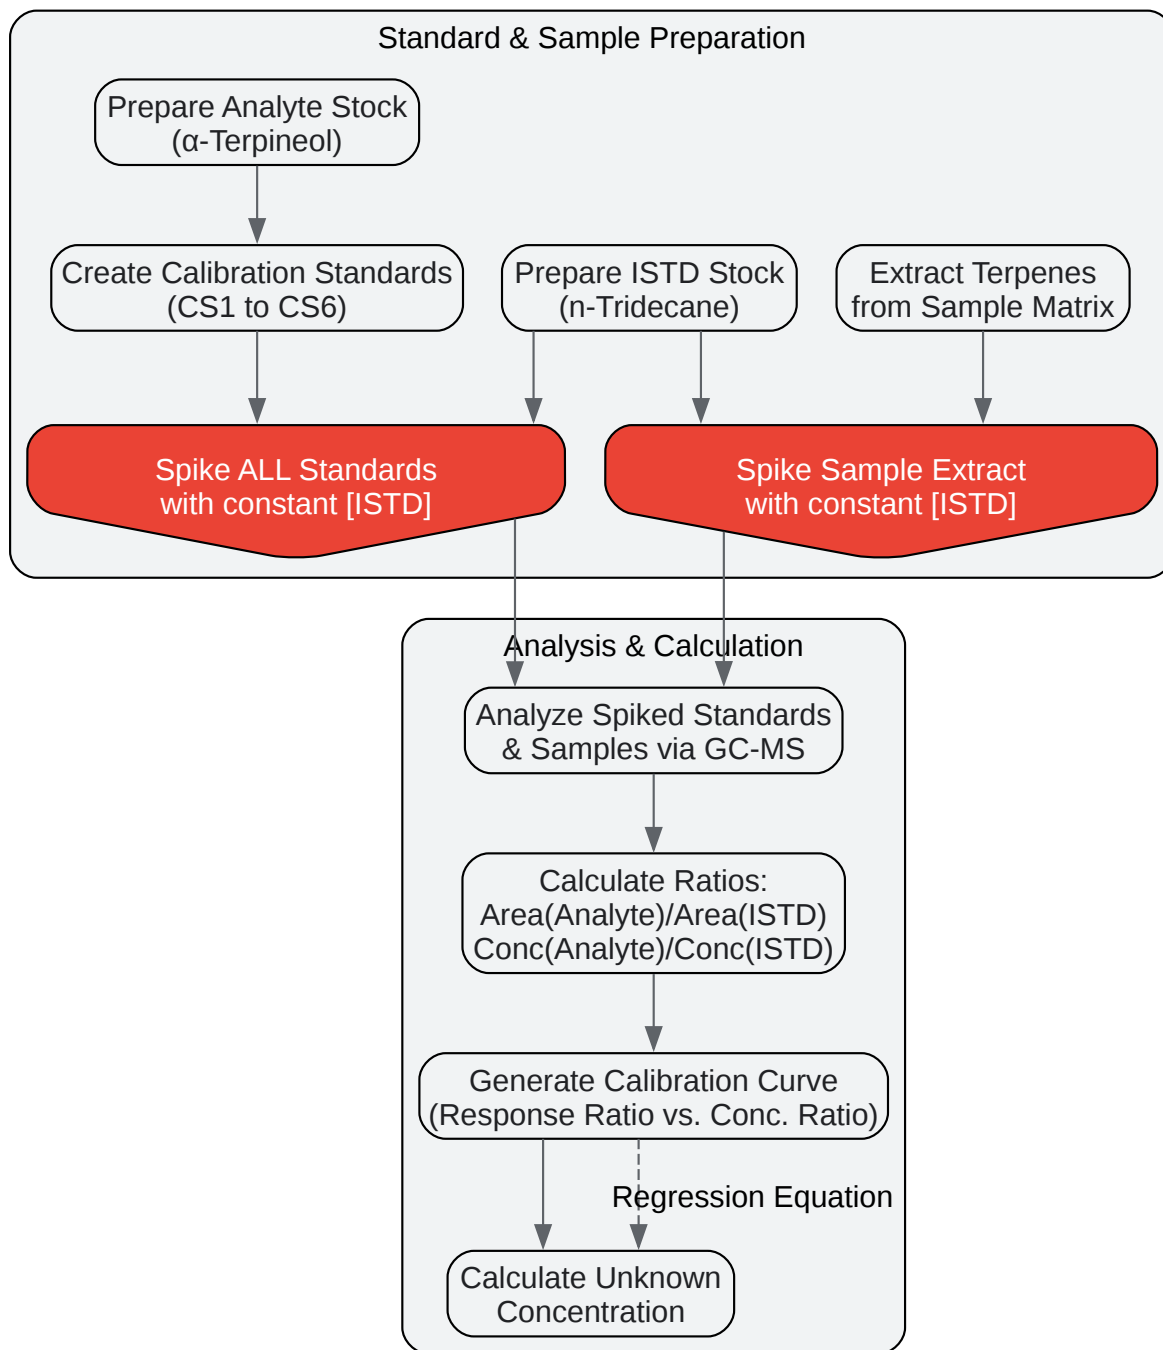 Standard & Sample Preparation
Prepare Analyte Stock
(α-Terpineol)
Create Calibration Standards
(CS1 to CS6)
Prepare ISTD Stock
(n-Tridecane)
Extract Terpenes
from Sample Matrix
Spike ALL Standards
with constant [ISTD]
Spike Sample Extract
with constant [ISTD]
Analysis & Calculation
Analyze Spiked Standards
& Samples via GC-MS
Calculate Ratios:
Area(Analyte)/Area(ISTD)
Conc(Analyte)/Conc(ISTD)
Generate Calibration Curve
(Response Ratio vs. Conc. Ratio)
Regression Equation
Calculate Unknown
Concentration